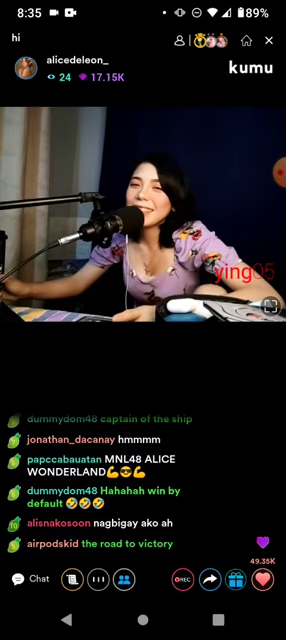 8:35
89%
hi
alicedeleon_
24 17.15K
kumu
ying05
dummydom48 captain of the ship
jonathan_dacanay hmmmm
papccabauatan MNL48 ALICE
WONDERLAND💪😎💪
dummydom48 Hahahah win by
default 🤣🤣🤣
10 alisnakosoon nagbigay ako ah
airpodskid the road to victory
49.35K
Chat
REC